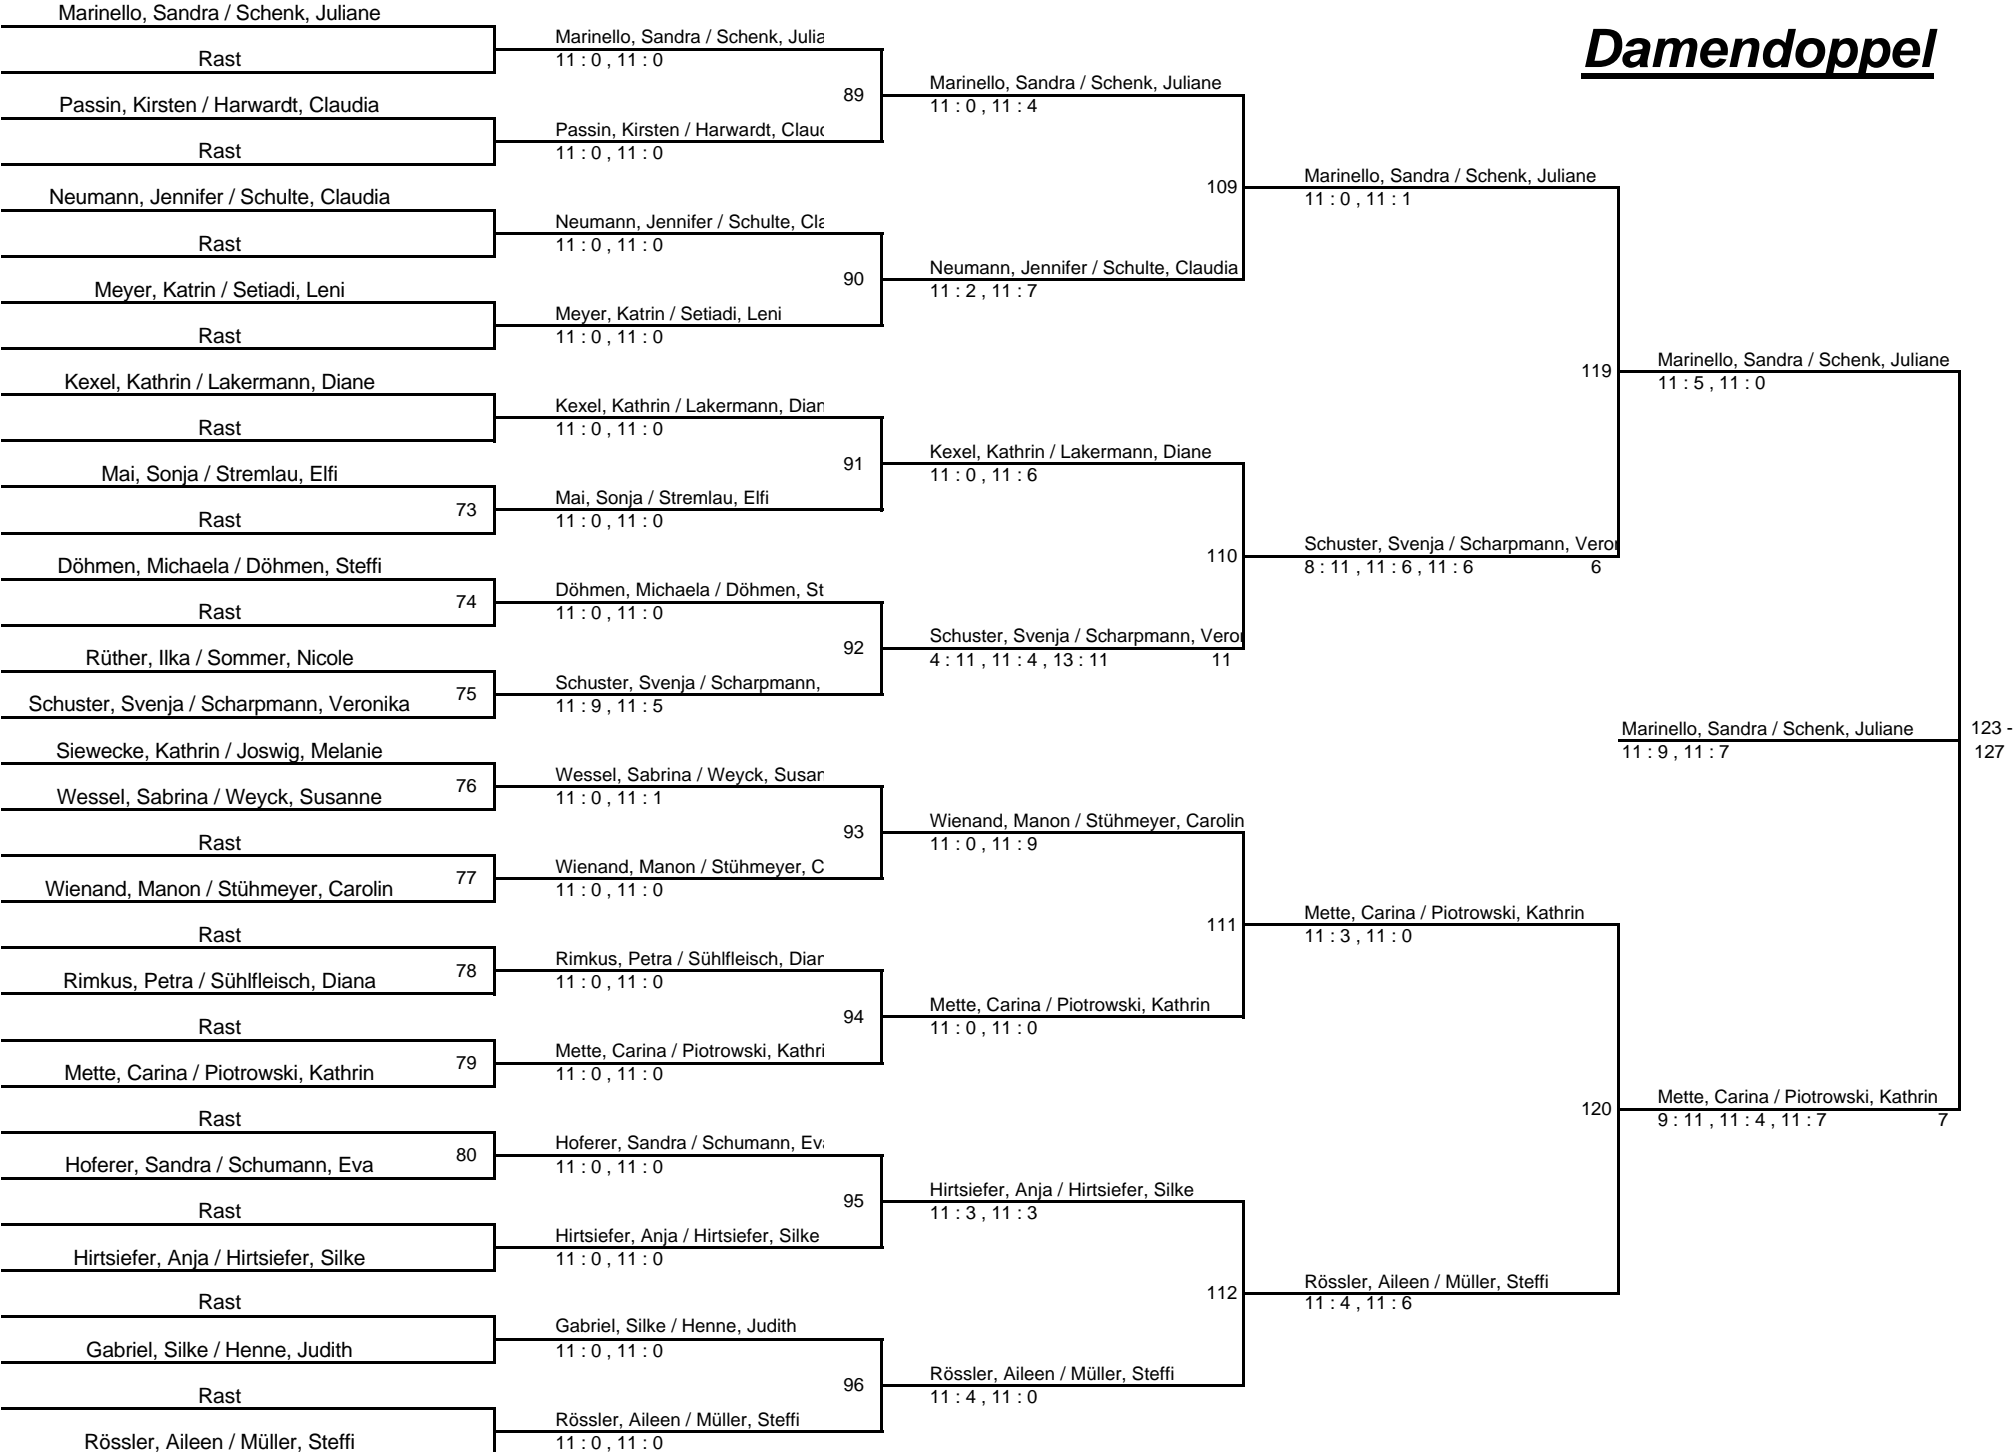 Damendoppel
Marinello, Sandra / Schenk, Juliane
Rast
Passin, Kirsten / Harwardt, Claudia
Rast
Neumann, Jennifer / Schulte, Claudia
Rast
Meyer, Katrin / Setiadi, Leni
Rast
Kexel, Kathrin / Lakermann, Diane
Rast
Mai, Sonja / Stremlau, Elfi
73
Rast
Döhmen, Michaela / Döhmen, Steffi
74
Rast
Rüther, Ilka / Sommer, Nicole
75
Schuster, Svenja / Scharpmann, Veronika
Siewecke, Kathrin / Joswig, Melanie
76
Wessel, Sabrina / Weyck, Susanne
Rast
77
Wienand, Manon / Stühmeyer, Carolin
Rast
78
Rimkus, Petra / Sühlfleisch, Diana
Rast
79
Mette, Carina / Piotrowski, Kathrin
Rast
80
Hoferer, Sandra / Schumann, Eva
Rast
Hirtsiefer, Anja / Hirtsiefer, Silke
Rast
Gabriel, Silke / Henne, Judith
Rast
Rössler, Aileen / Müller, Steffi
Marinello, Sandra / Schenk, Julia
11 : 0 , 11 : 0
89
Passin, Kirsten / Harwardt, Clauc
11 : 0 , 11 : 0
Neumann, Jennifer / Schulte, Cla
11 : 0 , 11 : 0
90
Meyer, Katrin / Setiadi, Leni
11 : 0 , 11 : 0
Kexel, Kathrin / Lakermann, Dian
11 : 0 , 11 : 0
91
Mai, Sonja / Stremlau, Elfi
11 : 0 , 11 : 0
Döhmen, Michaela / Döhmen, St
11 : 0 , 11 : 0
92
Schuster, Svenja / Scharpmann,
11 : 9 , 11 : 5
Wessel, Sabrina / Weyck, Susan
11 : 0 , 11 : 1
93
Wienand, Manon / Stühmeyer, C
11 : 0 , 11 : 0
Rimkus, Petra / Sühlfleisch, Dian
11 : 0 , 11 : 0
94
Mette, Carina / Piotrowski, Kathri
11 : 0 , 11 : 0
Hoferer, Sandra / Schumann, Eva
11 : 0 , 11 : 0
95
Hirtsiefer, Anja / Hirtsiefer, Silke
11 : 0 , 11 : 0
Gabriel, Silke / Henne, Judith
11 : 0 , 11 : 0
96
Rössler, Aileen / Müller, Steffi
11 : 0 , 11 : 0
Marinello, Sandra / Schenk, Juliane
11 : 0 , 11 : 4
109
Neumann, Jennifer / Schulte, Claudia
11 : 2 , 11 : 7
Kexel, Kathrin / Lakermann, Diane
11 : 0 , 11 : 6
110
Schuster, Svenja / Scharpmann, Veron
4 : 11 , 11 : 4 , 13 : 11 11
Wienand, Manon / Stühmeyer, Carolin
11 : 0 , 11 : 9
111
Mette, Carina / Piotrowski, Kathrin
11 : 0 , 11 : 0
Hirtsiefer, Anja / Hirtsiefer, Silke
11 : 3 , 11 : 3
112
Rössler, Aileen / Müller, Steffi
11 : 4 , 11 : 0
Marinello, Sandra / Schenk, Juliane
11 : 0 , 11 : 1
119
Schuster, Svenja / Scharpmann, Veron
8 : 11 , 11 : 6 , 11 : 6 6
Mette, Carina / Piotrowski, Kathrin
11 : 3 , 11 : 0
120
Rössler, Aileen / Müller, Steffi
11 : 4 , 11 : 6
Marinello, Sandra / Schenk, Juliane
11 : 5 , 11 : 0
Marinello, Sandra / Schenk, Juliane
11 : 9 , 11 : 7
123 -
127
Mette, Carina / Piotrowski, Kathrin
9 : 11 , 11 : 4 , 11 : 7 7